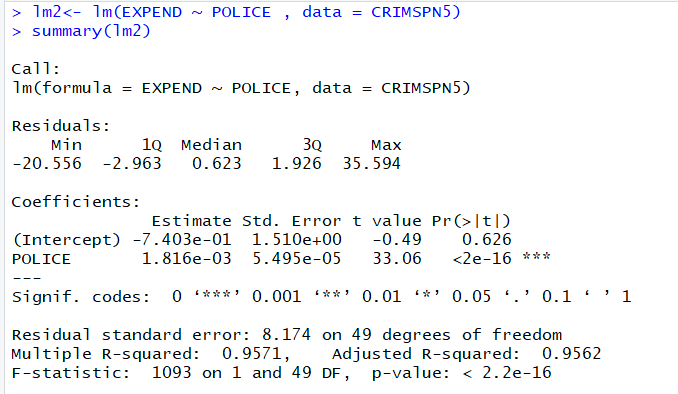 > lm2<- lm(EXPEND ~ POLICE , data = CRIMSPN5)
> summary(lm2)
Call:
lm(formula = EXPEND ~ POLICE, data = CRIMSPN5)
Residuals:
Min 1Q Median 3Q Max
-20.556 -2.963 0.623 1.926 35.594
Coefficients:
Estimate Std. Error t value Pr(>|t|)
(Intercept) -7.403e-01 1.510e+00 -0.49 0.626
POLICE 1.816e-03 5.495e-05 33.06 <2e-16 ***
---
Signif. codes: 0 ‘***’ 0.001 ‘**’ 0.01 ‘*’ 0.05 ‘.’ 0.1 ‘ ’ 1
Residual standard error: 8.174 on 49 degrees of freedom
Multiple R-squared: 0.9571, Adjusted R-squared: 0.9562
F-statistic: 1093 on 1 and 49 DF, p-value: < 2.2e-16